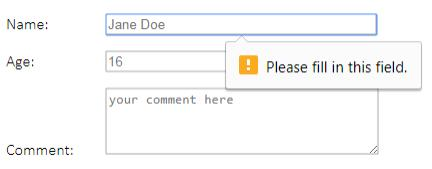 Name: Jane Doe
Please fill in this field.
Age: 16
your comment here
Comment: